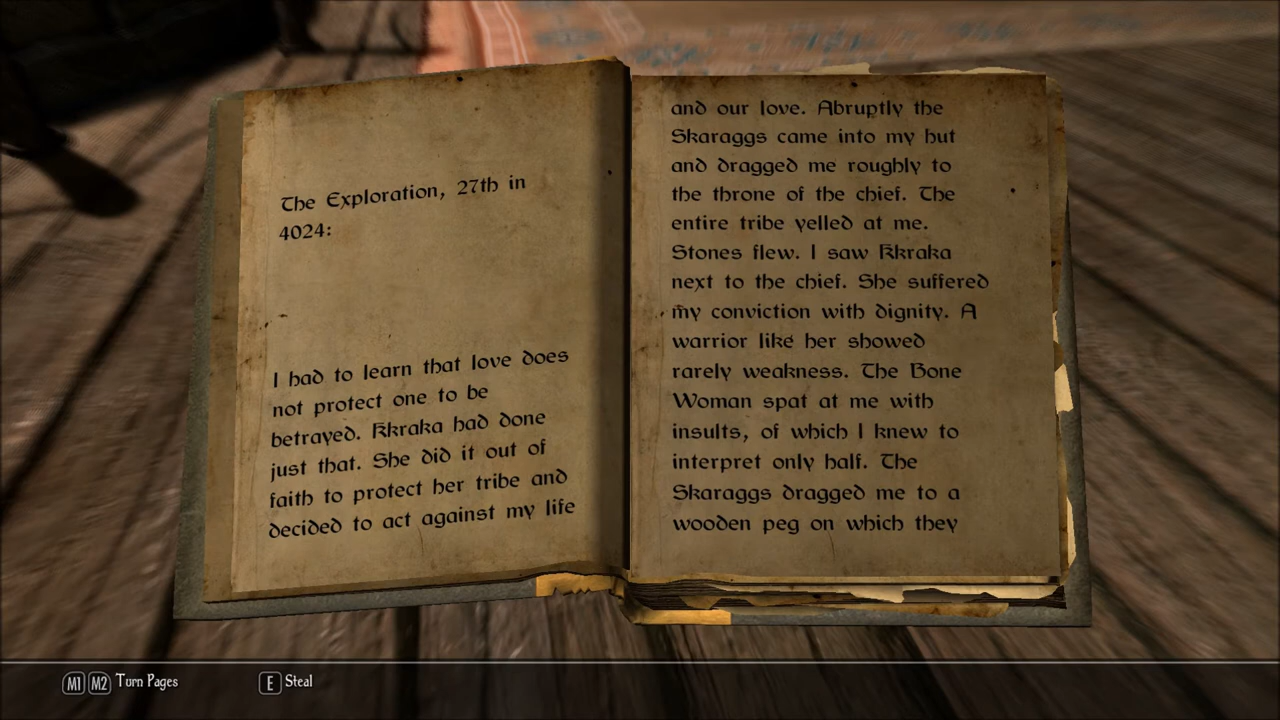 The Exploration, 27th in
4024:
I had to learn that love does
not protect one to be
betrayed. Kkraka had done
just that. She did it out of
faith to protect her tribe and
decided to act against my life
and our love. Abruptly the
Skaraggs came into my hut
and dragged me roughly to
the throne of the chief. The
entire tribe yelled at me.
Stones flew. I saw Kkraka
next to the chief. She suffered
my conviction with dignity. A
warrior like her showed
rarely weakness. The Bone
Woman spat at me with
insults, of which I knew to
interpret only half. The
Skaraggs dragged me to a
wooden peg on which they
M1 M2 Turn Pages
E Steal